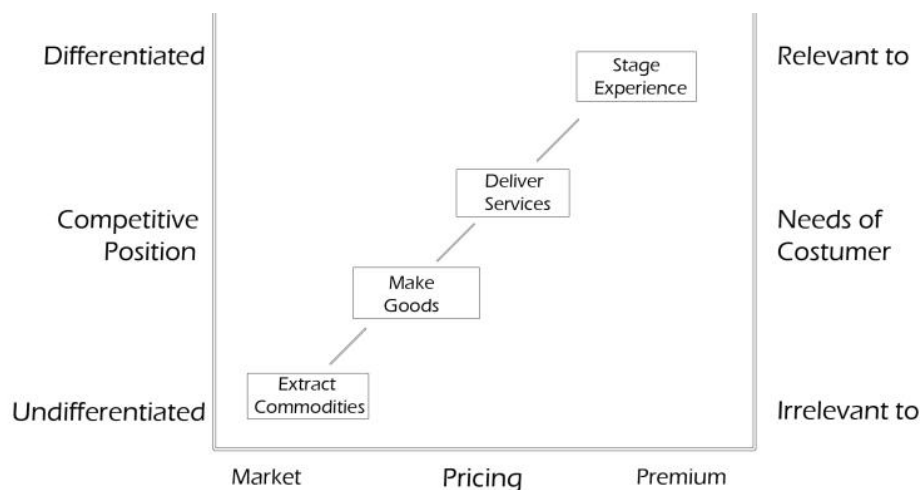 Differentiated
Stage
Experience
Relevant to
Deliver
Services
Competitive
Position
Needs of
Costumer
Make
Goods
Extract
Commodities
Undifferentiated
Irrelevant to
Market
Pricing
Premium